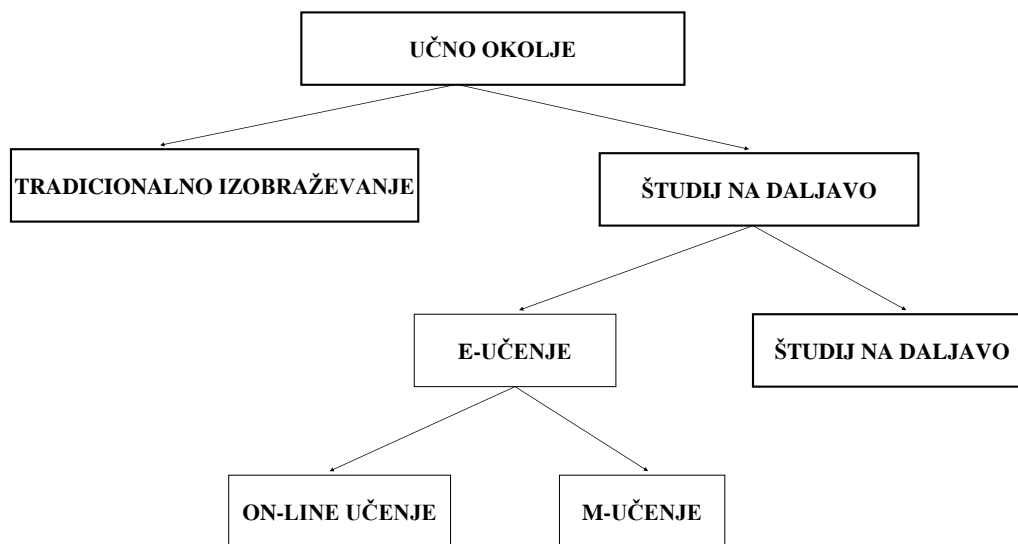 UČNO OKOLJE
TRADICIONALNO IZOBRAŽEVANJE
ŠTUDIJ NA DALJAVO
E-UČENJE
ŠTUDIJ NA DALJAVO
ON-LINE UČENJE
M-UČENJE